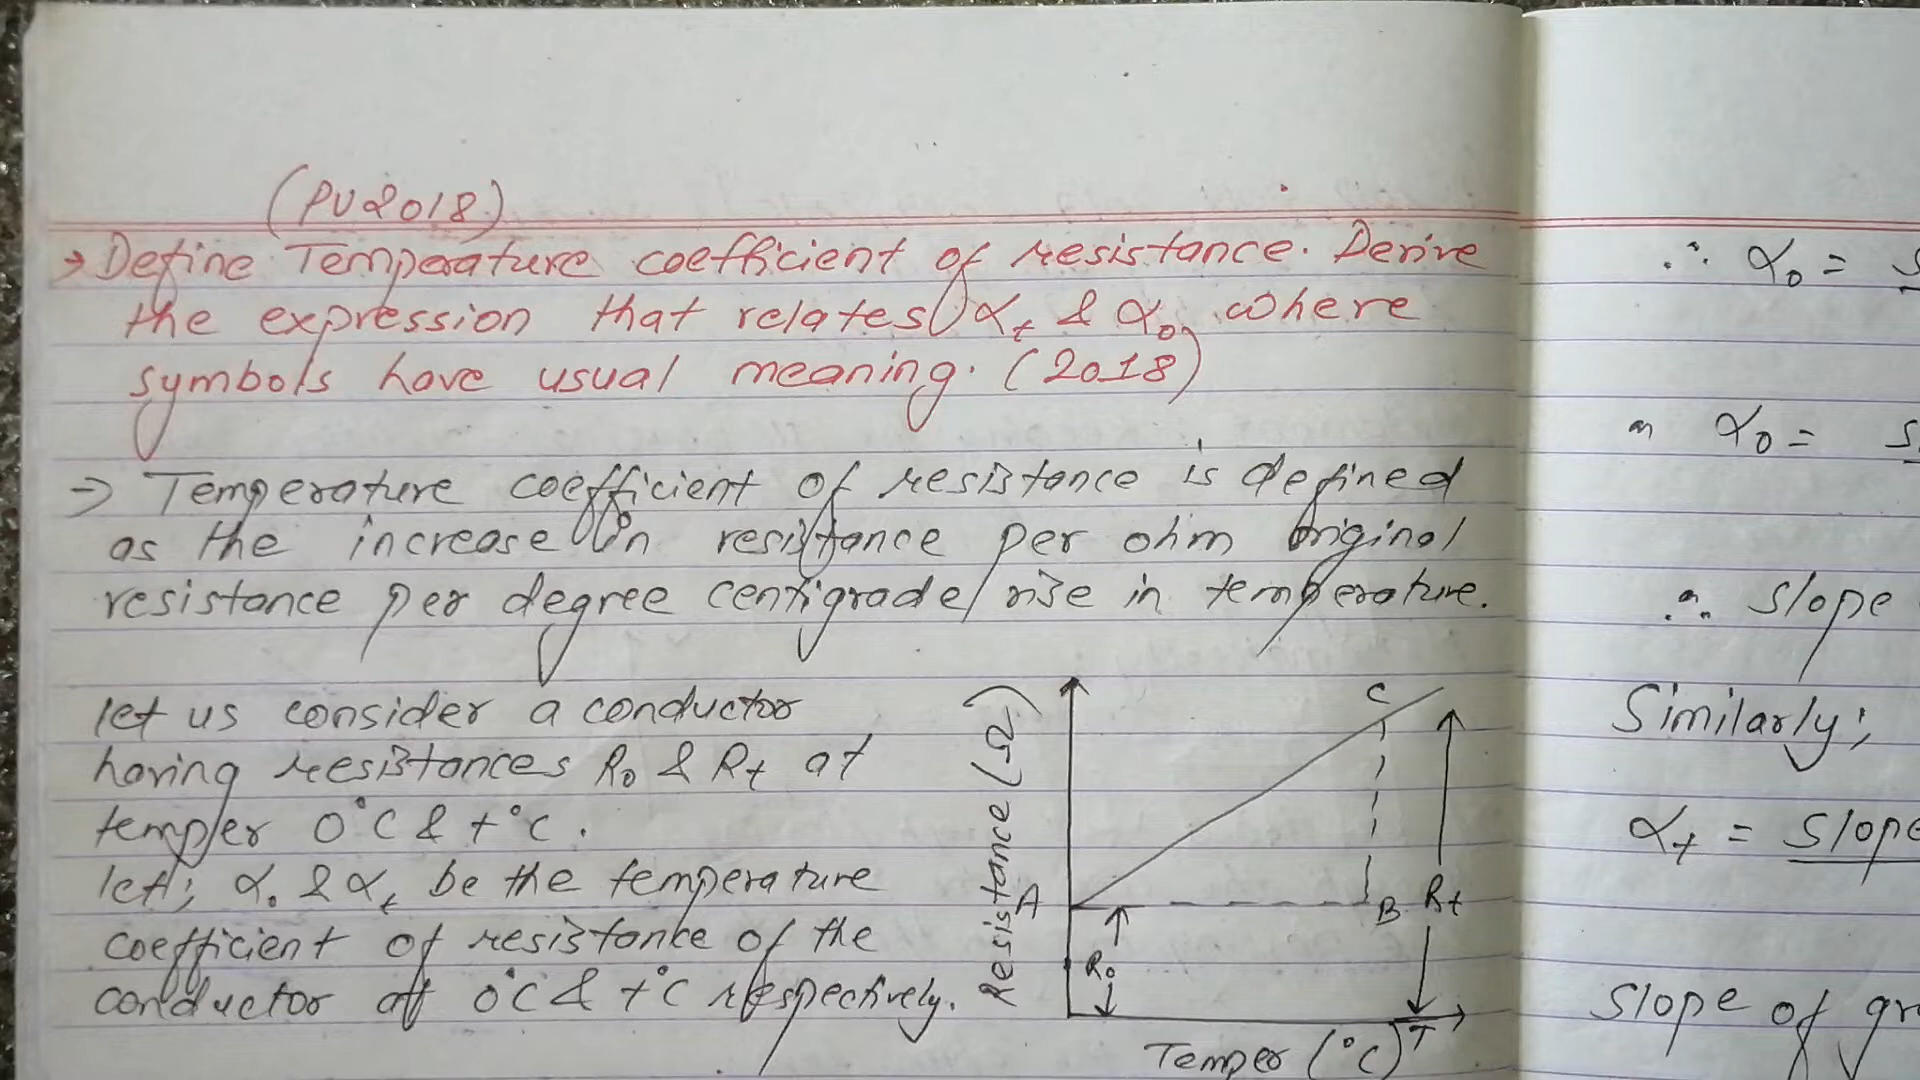 (PU2018)
→ Define Temperature coefficient of resistance. Derive
the expression that relates αt & α0, where
symbols have usual meaning. (2018)
⇒ Temperature coefficient of resistance is defined
as the increase in resistance per ohm original
resistance per degree centigrade rise in temperature.
let us consider a conductor
having resistances R0 & Rt at
temper 0°C & t°C.
let; α0 & αt be the temperature
coefficient of resistance of the
conductor at 0°C & t°C respectively.
Resistance (Ω)
C
A
B
Rt
R0
T
Temper (°C)
∴ α0 =
α0 =
∴ slope
Similarly;
αt = slope
Slope of gr